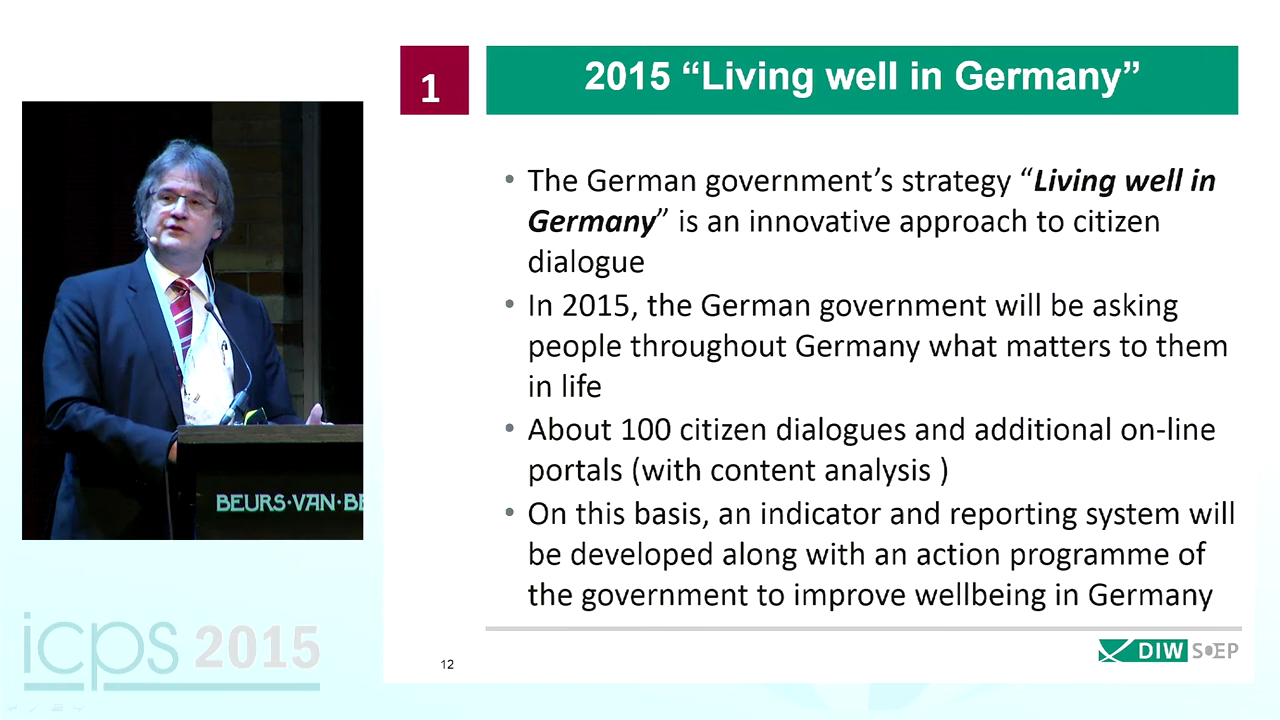 1
2015 “Living well in Germany”
• The German government’s strategy “Living well in
Germany” is an innovative approach to citizen
dialogue
• In 2015, the German government will be asking
people throughout Germany what matters to them
in life
• About 100 citizen dialogues and additional on-line
portals (with content analysis )
• On this basis, an indicator and reporting system will
be developed along with an action programme of
the government to improve wellbeing in Germany
BEURS·VAN·BE
icps 2015
12
DIW SOEP